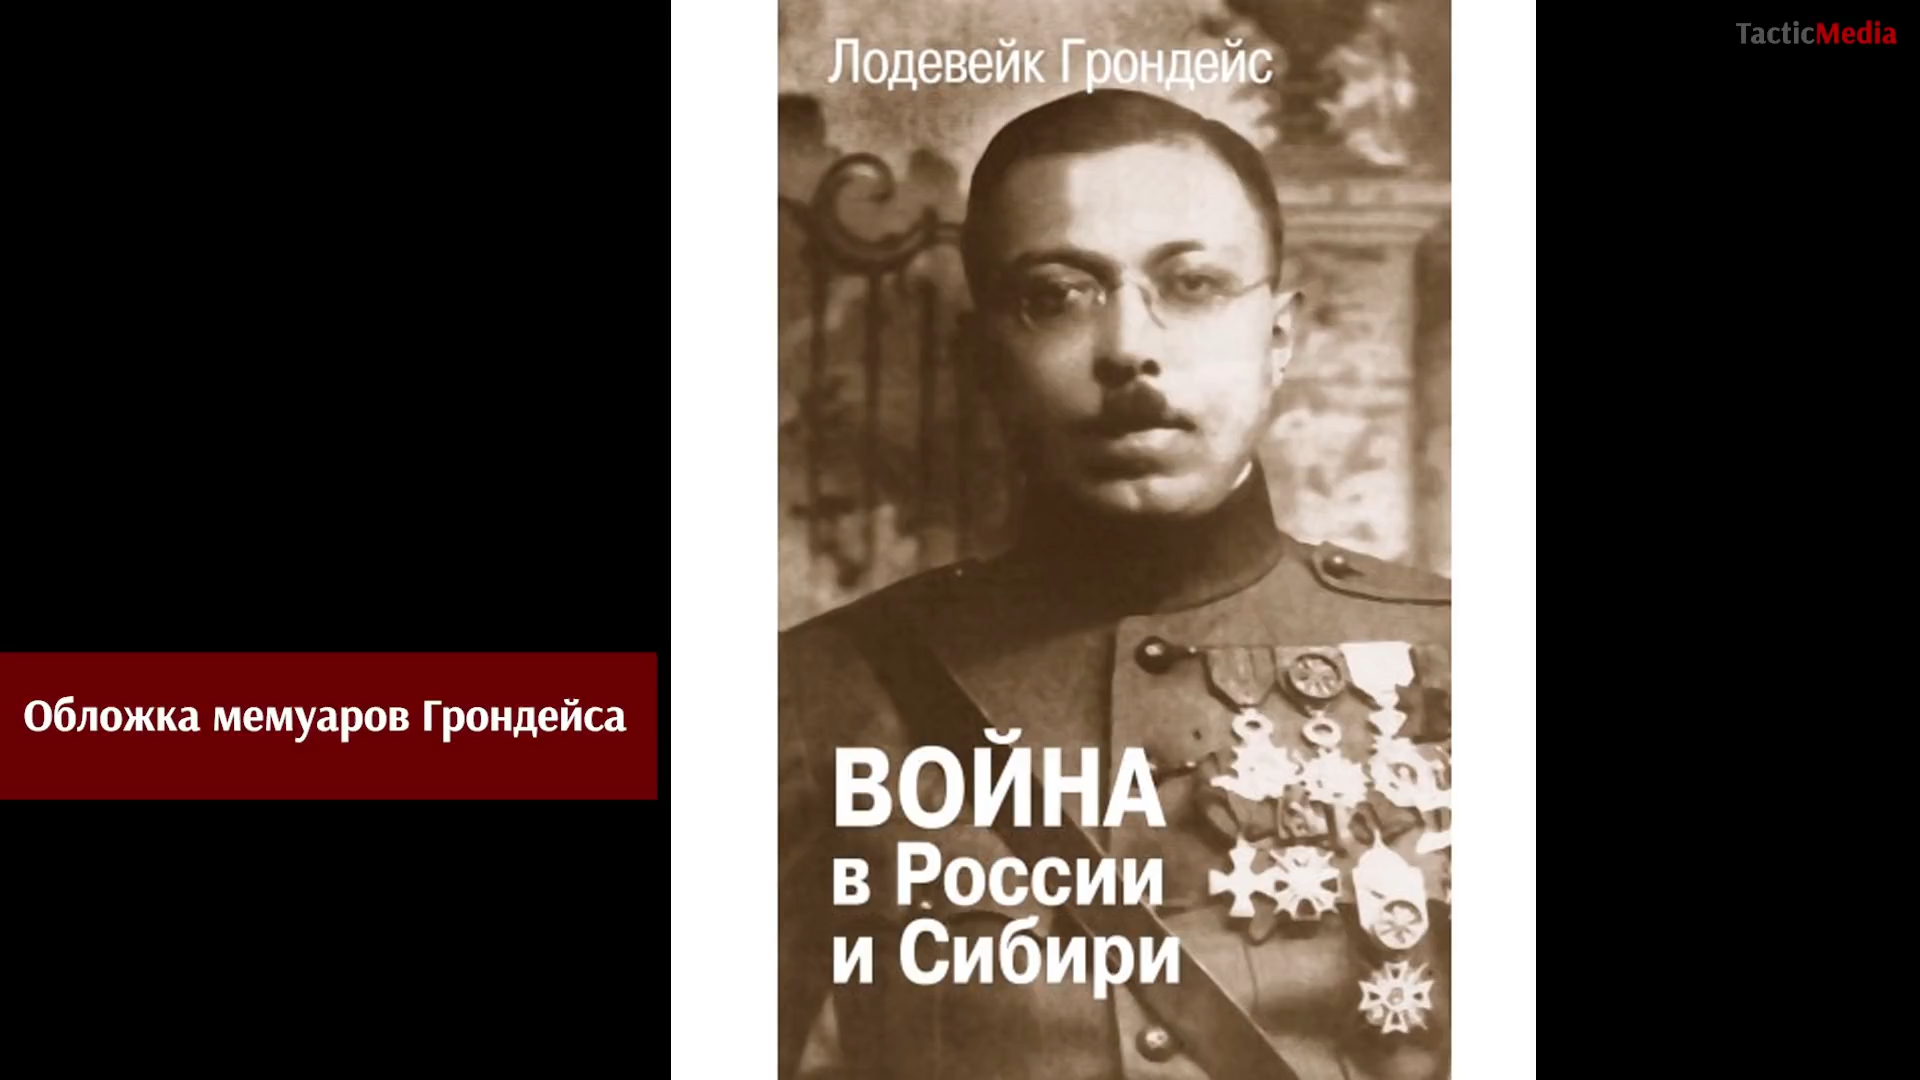 TacticMedia
Лодевейк Грондейс
Обложка мемуаров Грондейса
ВОЙНА
в России
и Сибири